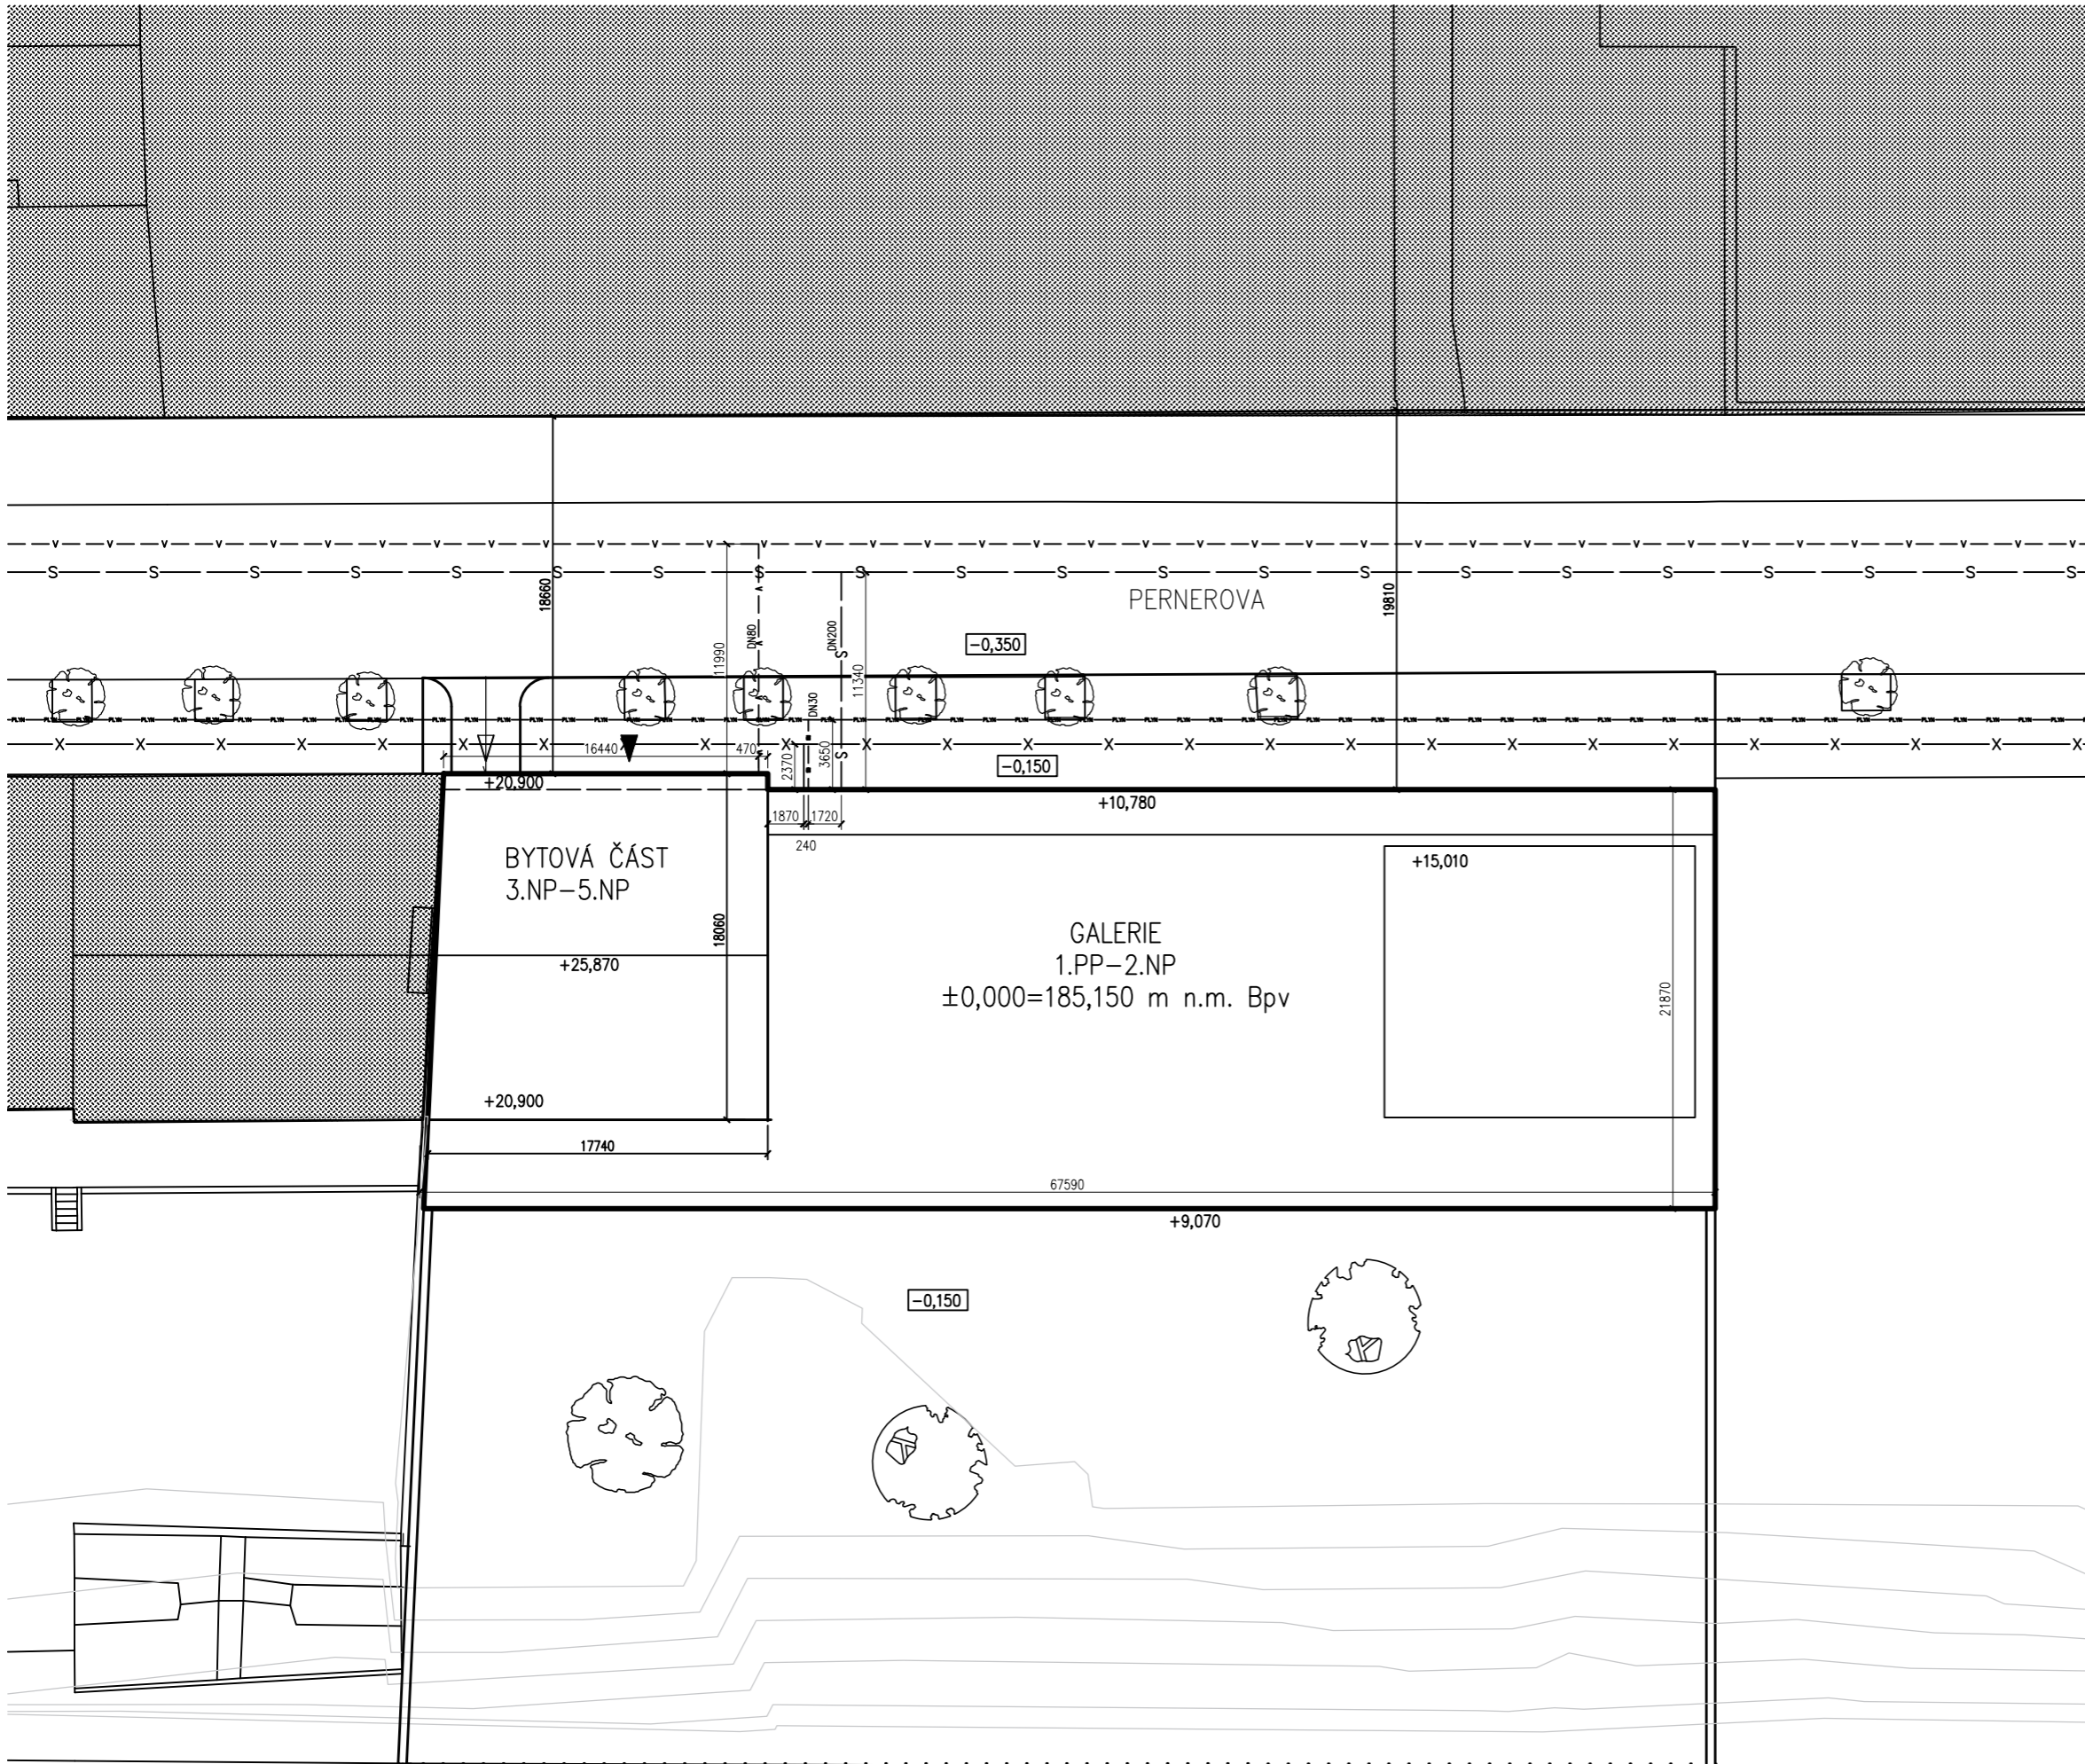 18660
19810
PERNEROVA
DN80
DN200
11990
11340
-0,350
DN30
16440
470
2370
3650
-0,150
+20,900
+10,780
1870
1720
240
BYTOVÁ ČÁST
3.NP-5.NP
+15,010
18060
GALERIE
1.PP-2.NP
±0,000=185,150 m n.m. Bpv
+25,870
21870
+20,900
17740
67590
+9,070
-0,150